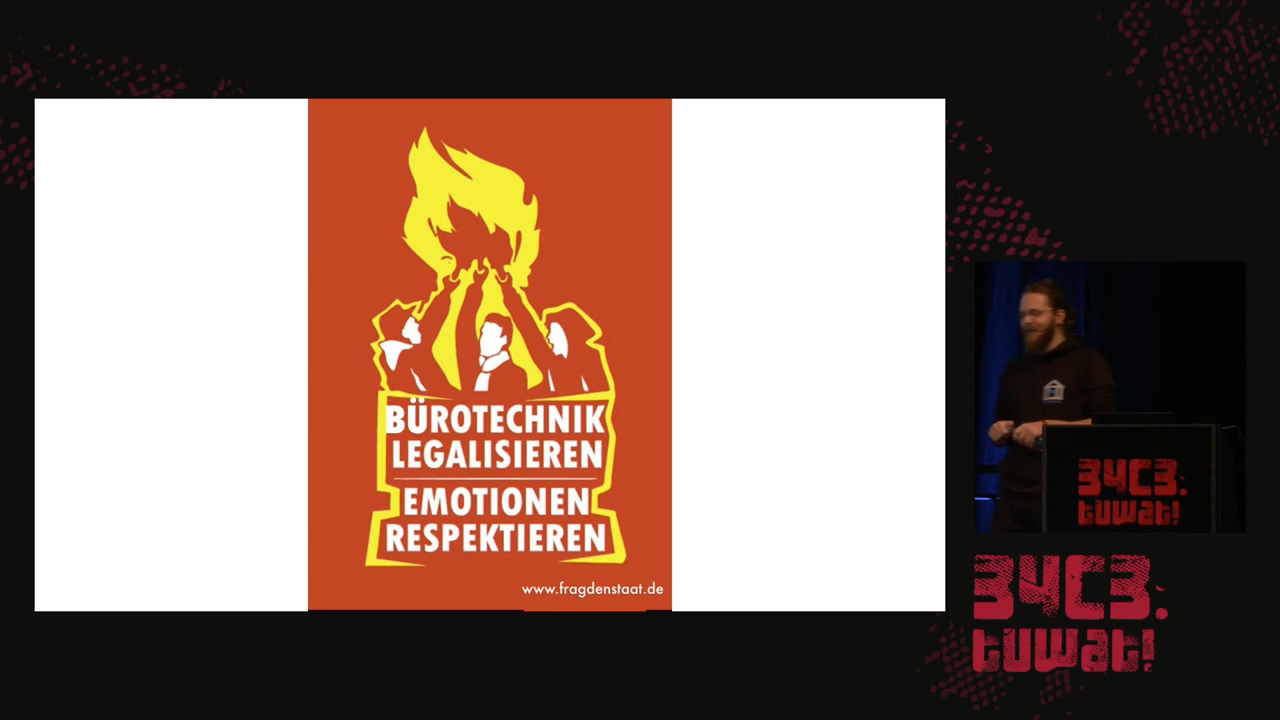 BÜROTECHNIK
LEGALISIEREN
EMOTIONEN
RESPEKTIEREN
www.fragdenstaat.de
34C3.
tuwat!
34C3.
tuwat!